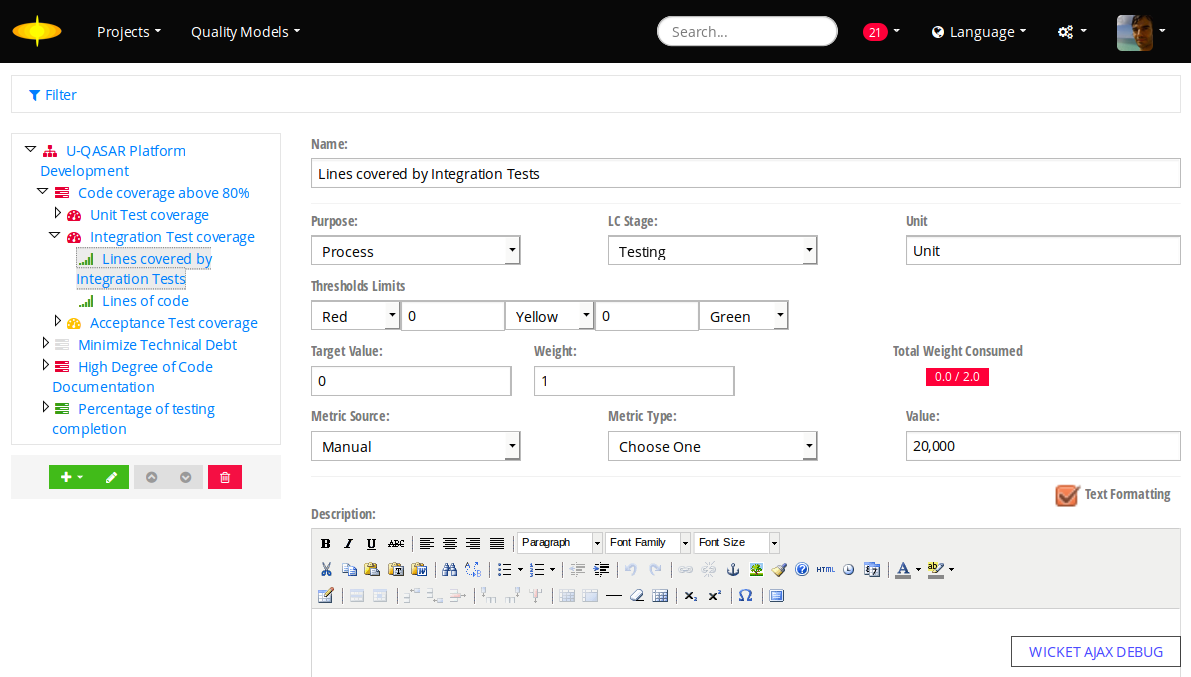 Projects Quality Models Search... 21 Language
Filter
U-QASAR Platform
Development
Code coverage above 80%
Unit Test coverage
Integration Test coverage
Lines covered by
Integration Tests
Lines of code
Acceptance Test coverage
Minimize Technical Debt
High Degree of Code
Documentation
Percentage of testing
completion
Name:
Lines covered by Integration Tests
Purpose: LC Stage: Unit
Process Testing Unit
Thresholds Limits
Red 0 Yellow 0 Green
Target Value: Weight: Total Weight Consumed
0 1 0.0 / 2.0
Metric Source: Metric Type: Value:
Manual Choose One 20,000
Text Formatting
Description:
B I U ABC Paragraph Font Family Font Size
HTML A ab
x₂ x² Ω
WICKET AJAX DEBUG